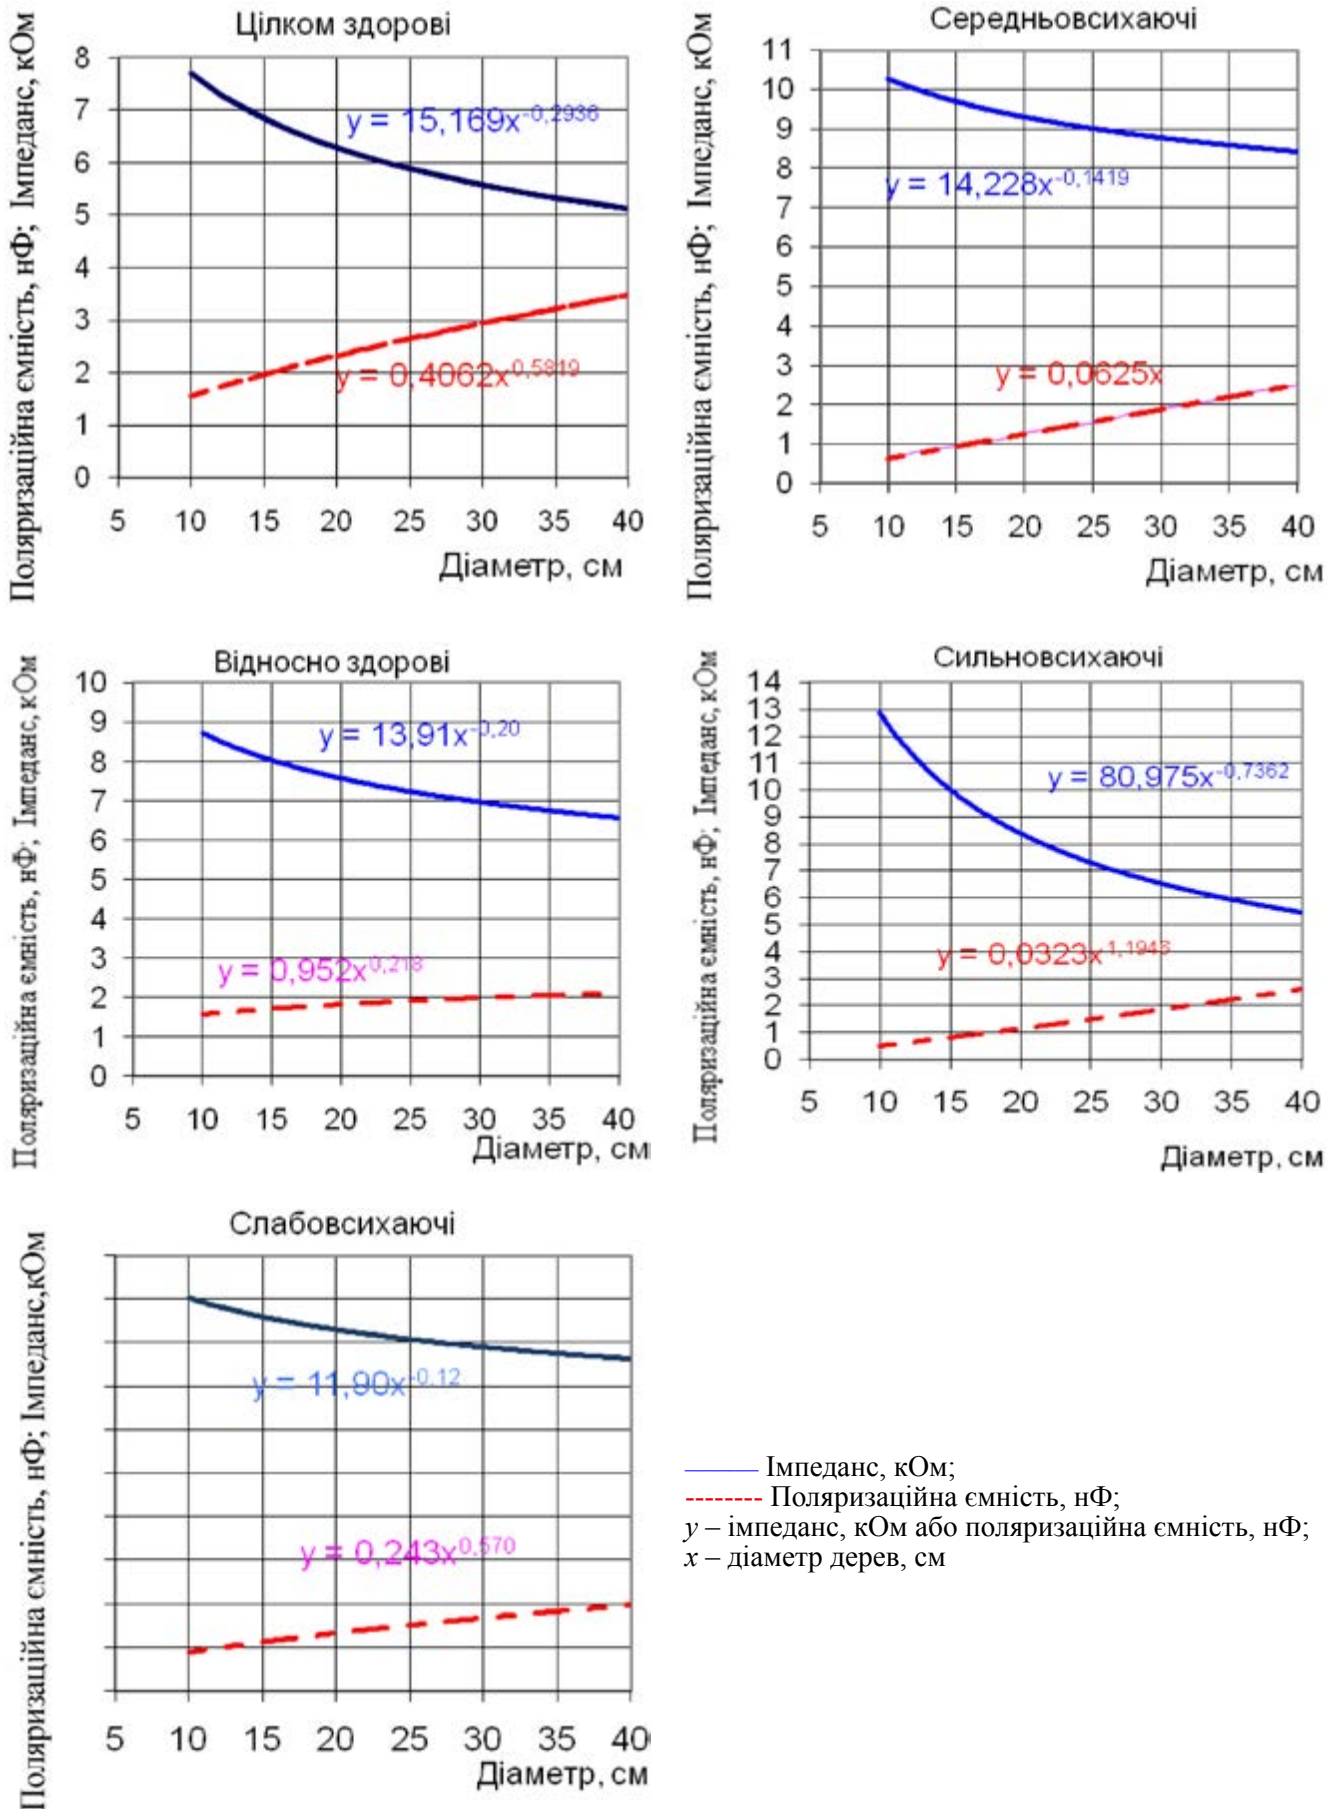 Цілком здорові
Поляризаційна ємність, нФ; Імпеданс, кОм
8
7
6
5
4
3
2
1
0
y = 15,169x^-0,2936
y = 0,4062x^0,5819
5 10 15 20 25 30 35 40
Діаметр, см
Середньовсихаючі
Поляризаційна ємність, нФ; Імпеданс, кОм
11
10
9
8
7
6
5
4
3
2
1
0
y = 14,228x^-0,1419
y = 0,0625x
5 10 15 20 25 30 35 40
Діаметр, см
Відносно здорові
Поляризаційна ємність, нФ; Імпеданс, кОм
10
9
8
7
6
5
4
3
2
1
0
y = 13,91x^-0,20
y = 0,952x^0,218
5 10 15 20 25 30 35 40
Діаметр, см
Сильновсихаючі
Поляризаційна ємність, нФ; Імпеданс, кОм
14
13
12
11
10
9
8
7
6
5
4
3
2
1
0
y = 80,975x^-0,7362
y = 0,0323x^1,1948
5 10 15 20 25 30 35 40
Діаметр, см
Слабовсихаючі
Поляризаційна ємність, нФ; Імпеданс,кОм
y = 11,90x^-0,12
y = 0,243x^0,570
5 10 15 20 25 30 35 40
Діаметр, см
Імпеданс, кОм;
Поляризаційна ємність, нФ;
y – імпеданс, кОм або поляризаційна ємність, нФ;
x – діаметр дерев, см